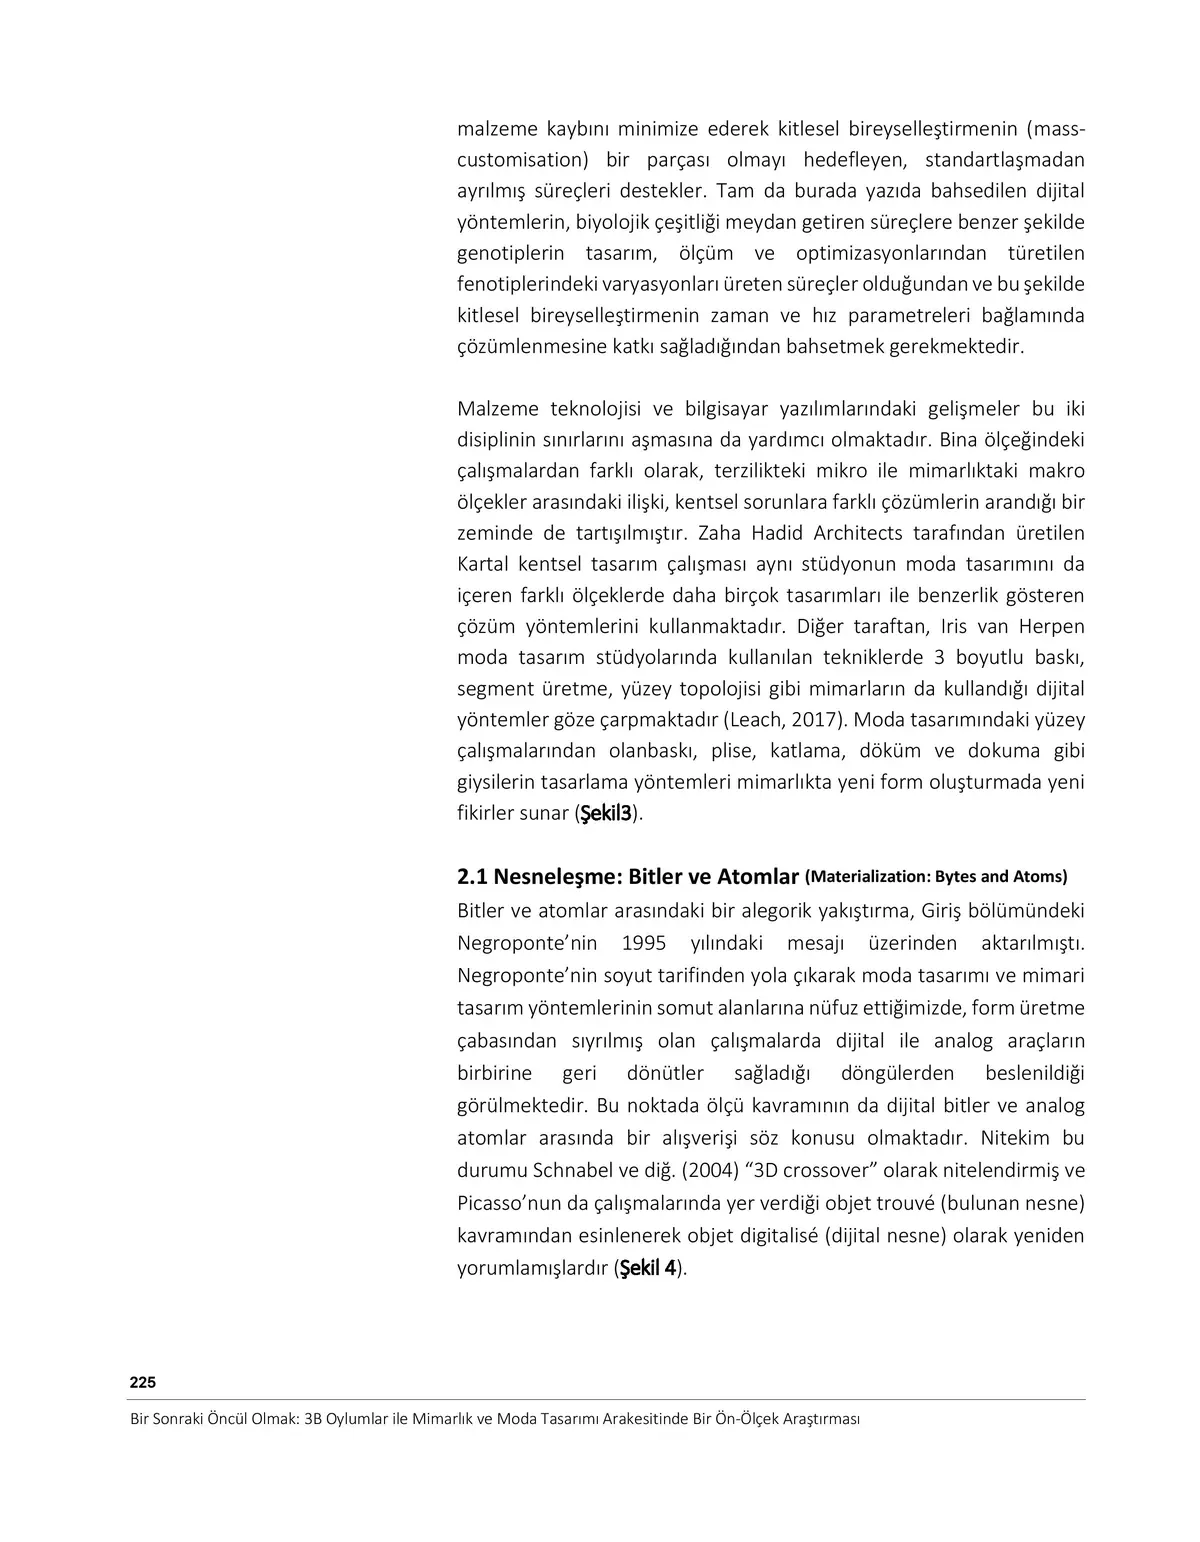 malzeme kaybını minimize ederek kitlesel bireyselleştirmenin (mass-
customisation) bir parçası olmayı hedefleyen, standartlaşmadan
ayrılmış süreçleri destekler. Tam da burada yazıda bahsedilen dijital
yöntemlerin, biyolojik çeşitliği meydan getiren süreçlere benzer şekilde
genotiplerin tasarım, ölçüm ve optimizasyonlarından türetilen
fenotiplerindeki varyasyonları üreten süreçler olduğundan ve bu şekilde
kitlesel bireyselleştirmenin zaman ve hız parametreleri bağlamında
çözümlenmesine katkı sağladığından bahsetmek gerekmektedir.
Malzeme teknolojisi ve bilgisayar yazılımlarındaki gelişmeler bu iki
disiplinin sınırlarını aşmasına da yardımcı olmaktadır. Bina ölçeğindeki
çalışmalardan farklı olarak, terzilikteki mikro ile mimarlıktaki makro
ölçekler arasındaki ilişki, kentsel sorunlara farklı çözümlerin arandığı bir
zeminde de tartışılmıştır. Zaha Hadid Architects tarafından üretilen
Kartal kentsel tasarım çalışması aynı stüdyonun moda tasarımını da
içeren farklı ölçeklerde daha birçok tasarımları ile benzerlik gösteren
çözüm yöntemlerini kullanmaktadır. Diğer taraftan, Iris van Herpen
moda tasarım stüdyolarında kullanılan tekniklerde 3 boyutlu baskı,
segment üretme, yüzey topolojisi gibi mimarların da kullandığı dijital
yöntemler göze çarpmaktadır (Leach, 2017). Moda tasarımındaki yüzey
çalışmalarından olanbaskı, plise, katlama, döküm ve dokuma gibi
giysilerin tasarlama yöntemleri mimarlıkta yeni form oluşturmada yeni
fikirler sunar (Şekil3).
2.1 Nesneleşme: Bitler ve Atomlar (Materialization: Bytes and Atoms)
Bitler ve atomlar arasındaki bir alegorik yakıştırma, Giriş bölümündeki
Negroponte’nin 1995 yılındaki mesajı üzerinden aktarılmıştı.
Negroponte’nin soyut tarifinden yola çıkarak moda tasarımı ve mimari
tasarım yöntemlerinin somut alanlarına nüfuz ettiğimizde, form üretme
çabasından sıyrılmış olan çalışmalarda dijital ile analog araçların
birbirine geri dönütler sağladığı döngülerden beslenildiği
görülmektedir. Bu noktada ölçü kavramının da dijital bitler ve analog
atomlar arasında bir alışverişi söz konusu olmaktadır. Nitekim bu
durumu Schnabel ve diğ. (2004) “3D crossover” olarak nitelendirmiş ve
Picasso’nun da çalışmalarında yer verdiği objet trouvé (bulunan nesne)
kavramından esinlenerek objet digitalisé (dijital nesne) olarak yeniden
yorumlamışlardır (Şekil 4).
225
Bir Sonraki Öncül Olmak: 3B Oylumlar ile Mimarlık ve Moda Tasarımı Arakesitinde Bir Ön-Ölçek Araştırması